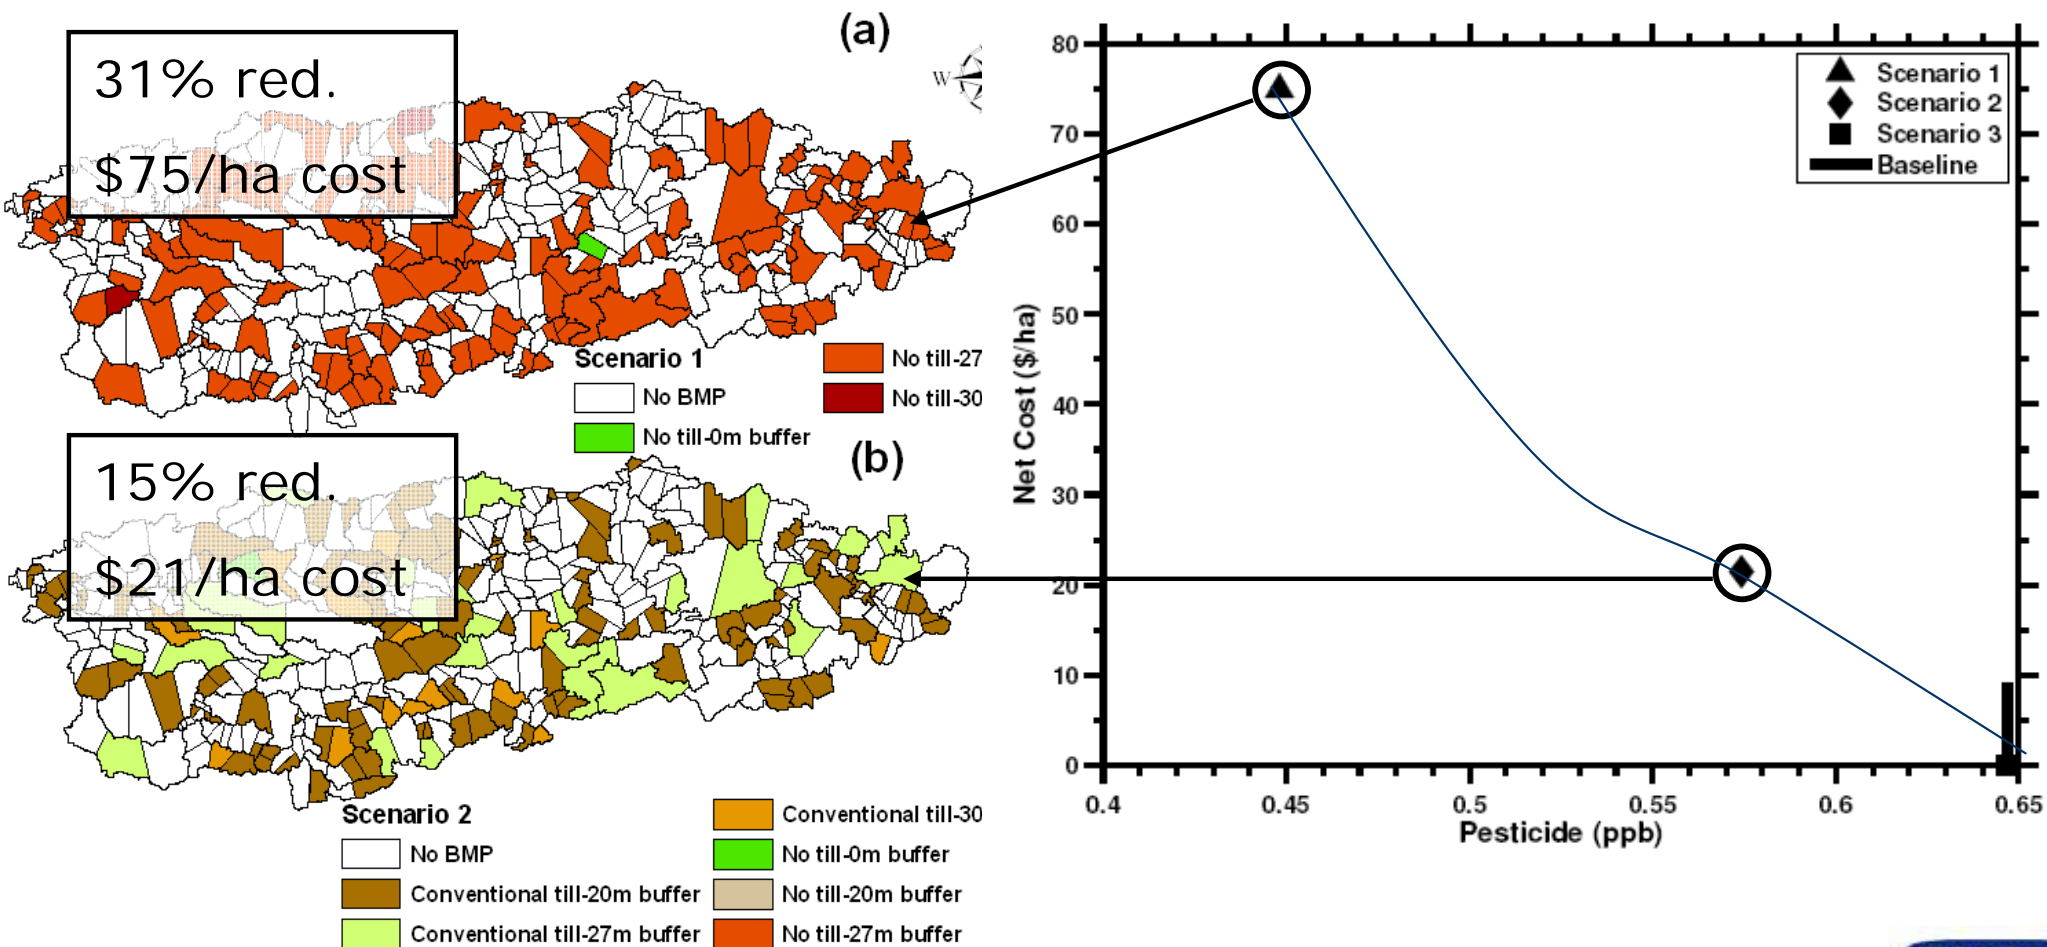 (a)
31% red.
$75/ha cost
W
Scenario 1
No BMP
No till-0m buffer
No till-27
No till-30
(b)
15% red.
$21/ha cost
Scenario 2
No BMP
Conventional till-20m buffer
Conventional till-27m buffer
Conventional till-30
No till-0m buffer
No till-20m buffer
No till-27m buffer
Scenario 1
Scenario 2
Scenario 3
Baseline
Net Cost ($/ha)
80
70
60
50
40
30
20
10
0
0.4 0.45 0.5 0.55 0.6 0.65
Pesticide (ppb)